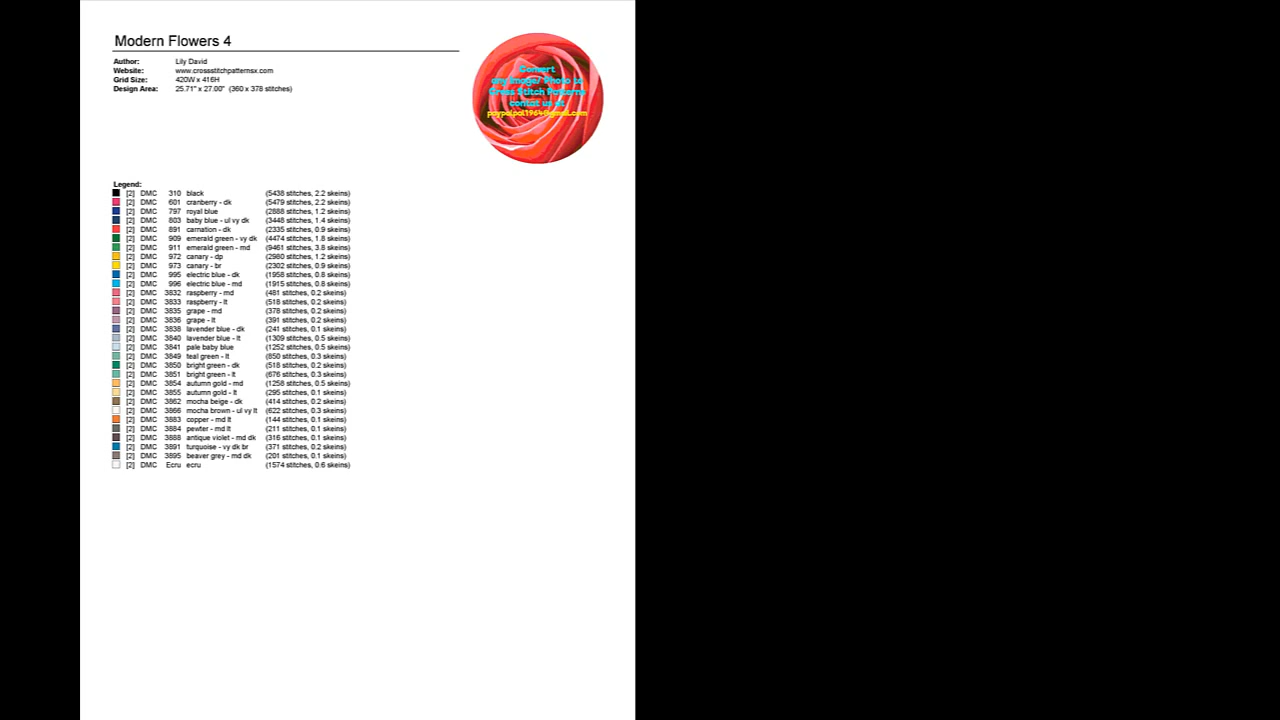 Modern Flowers 4
Author: Lily David
Website: www.crossstitchpatternsx.com
Grid Size: 420W x 416H
Design Area: 25.71" x 27.00" (360 x 378 stitches)
Convert
any Image/ Photo to
Cross Stitch Patterns
contat us at
Legend:
[2] DMC 310 black (5438 stitches, 2.2 skeins)
[2] DMC 601 cranberry - dk (5479 stitches, 2.2 skeins)
[2] DMC 797 royal blue (2888 stitches, 1.2 skeins)
[2] DMC 803 baby blue - ul vy dk (3448 stitches, 1.4 skeins)
[2] DMC 891 carnation - dk (2335 stitches, 0.9 skeins)
[2] DMC 909 emerald green - vy dk (4474 stitches, 1.8 skeins)
[2] DMC 911 emerald green - md (9461 stitches, 3.8 skeins)
[2] DMC 972 canary - dp (2980 stitches, 1.2 skeins)
[2] DMC 973 canary - br (2302 stitches, 0.9 skeins)
[2] DMC 995 electric blue - dk (1958 stitches, 0.8 skeins)
[2] DMC 996 electric blue - md (1915 stitches, 0.8 skeins)
[2] DMC 3832 raspberry - md (481 stitches, 0.2 skeins)
[2] DMC 3833 raspberry - lt (518 stitches, 0.2 skeins)
[2] DMC 3835 grape - md (378 stitches, 0.2 skeins)
[2] DMC 3836 grape - lt (391 stitches, 0.2 skeins)
[2] DMC 3838 lavender blue - dk (241 stitches, 0.1 skeins)
[2] DMC 3840 lavender blue - lt (1309 stitches, 0.5 skeins)
[2] DMC 3841 pale baby blue (1252 stitches, 0.5 skeins)
[2] DMC 3849 teal green - lt (850 stitches, 0.3 skeins)
[2] DMC 3850 bright green - dk (518 stitches, 0.2 skeins)
[2] DMC 3851 bright green - lt (676 stitches, 0.3 skeins)
[2] DMC 3854 autumn gold - md (1258 stitches, 0.5 skeins)
[2] DMC 3855 autumn gold - lt (295 stitches, 0.1 skeins)
[2] DMC 3862 mocha beige - dk (414 stitches, 0.2 skeins)
[2] DMC 3866 mocha brown - ul vy lt (622 stitches, 0.3 skeins)
[2] DMC 3883 copper - md lt (144 stitches, 0.1 skeins)
[2] DMC 3884 pewter - md lt (211 stitches, 0.1 skeins)
[2] DMC 3888 antique violet - md dk (316 stitches, 0.1 skeins)
[2] DMC 3891 turquoise - vy dk br (371 stitches, 0.2 skeins)
[2] DMC 3895 beaver grey - md dk (201 stitches, 0.1 skeins)
[2] DMC Ecru ecru (1574 stitches, 0.6 skeins)